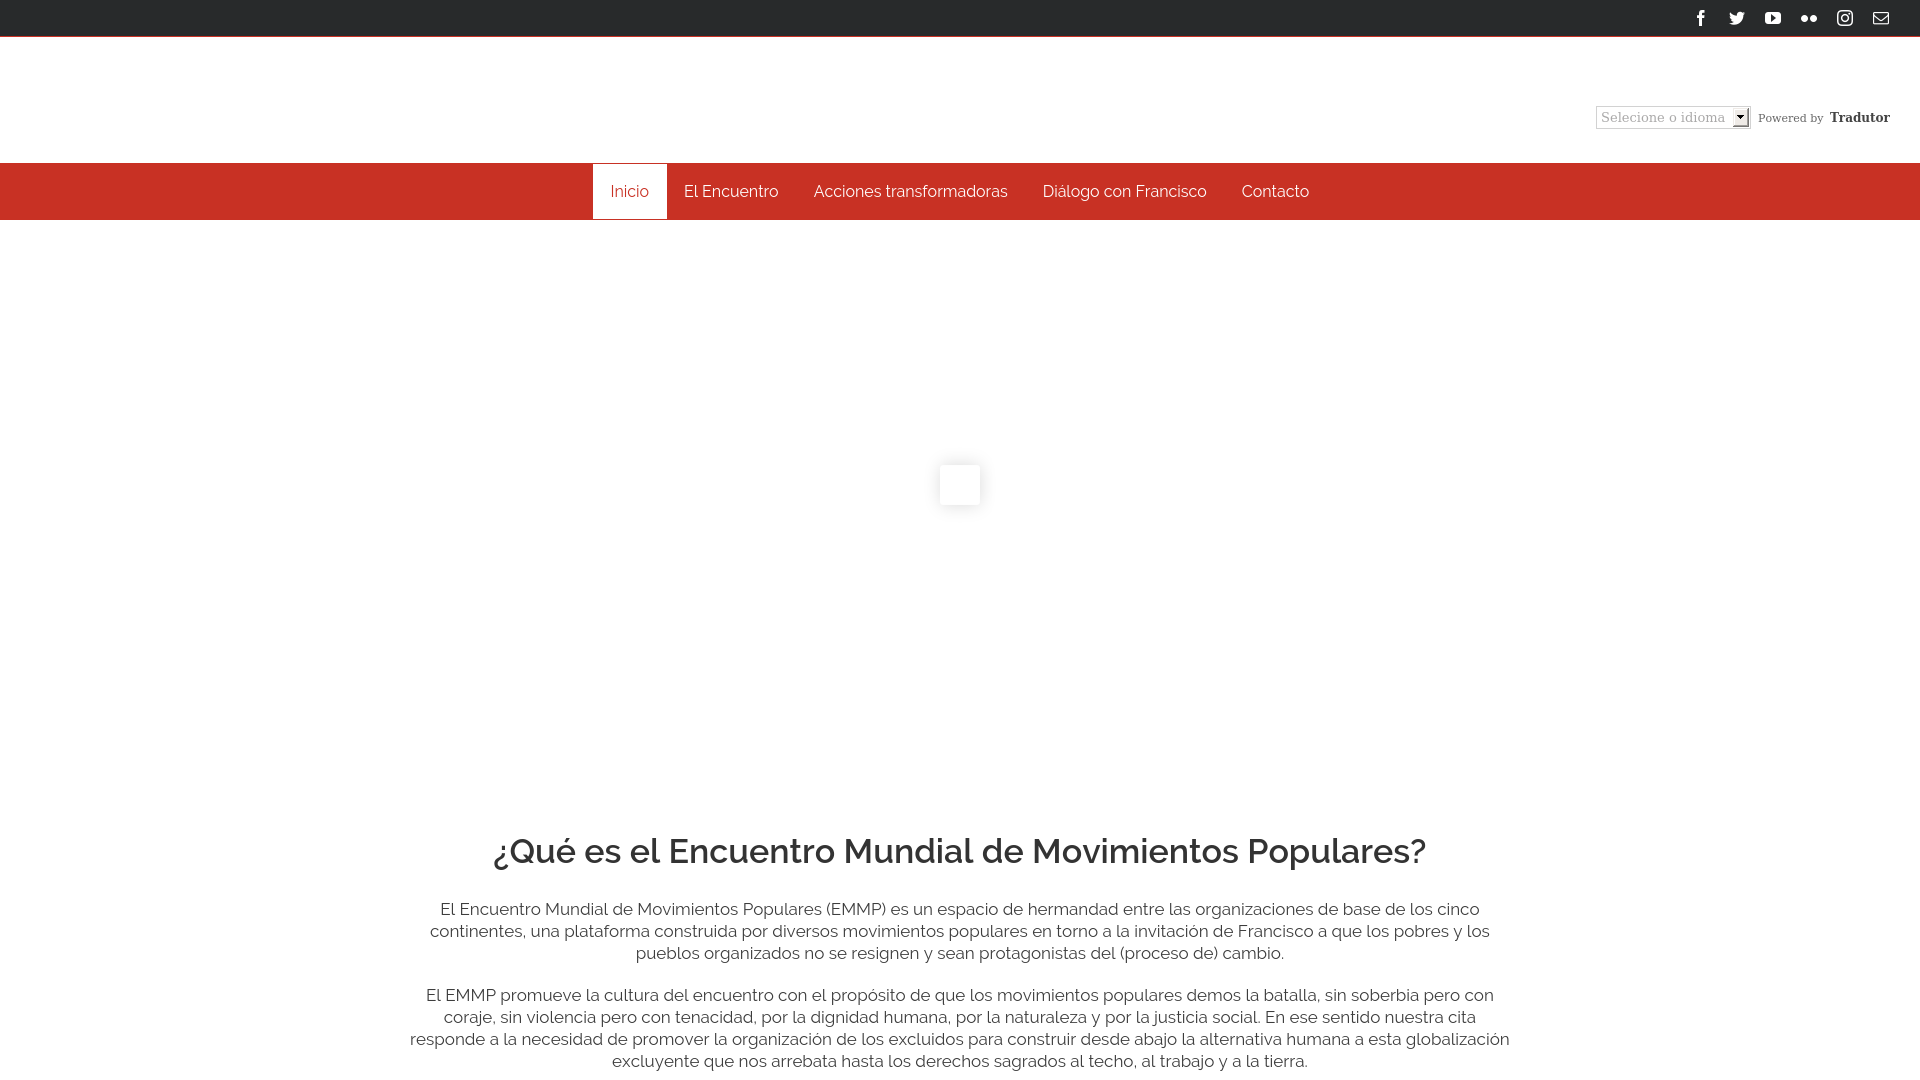 Selecione o idioma Powered by Tradutor
Inicio El Encuentro Acciones transformadoras Diálogo con Francisco Contacto
¿Qué es el Encuentro Mundial de Movimientos Populares?
El Encuentro Mundial de Movimientos Populares (EMMP) es un espacio de hermandad entre las organizaciones de base de los cinco
continentes, una plataforma construida por diversos movimientos populares en torno a la invitación de Francisco a que los pobres y los
pueblos organizados no se resignen y sean protagonistas del (proceso de) cambio.
El EMMP promueve la cultura del encuentro con el propósito de que los movimientos populares demos la batalla, sin soberbia pero con
coraje, sin violencia pero con tenacidad, por la dignidad humana, por la naturaleza y por la justicia social. En ese sentido nuestra cita
responde a la necesidad de promover la organización de los excluidos para construir desde abajo la alternativa humana a esta globalización
excluyente que nos arrebata hasta los derechos sagrados al techo, al trabajo y a la tierra.